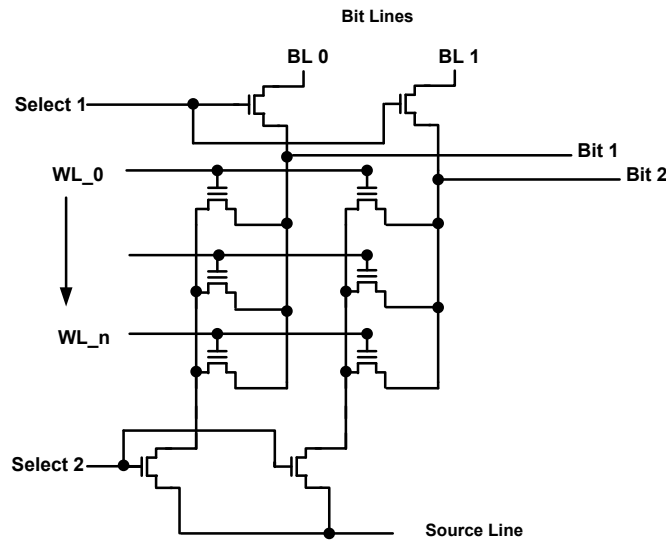 Bit Lines
BL 0
BL 1
Select 1
Bit 1
WL_0
Bit 2
WL_n
Select 2
Source Line